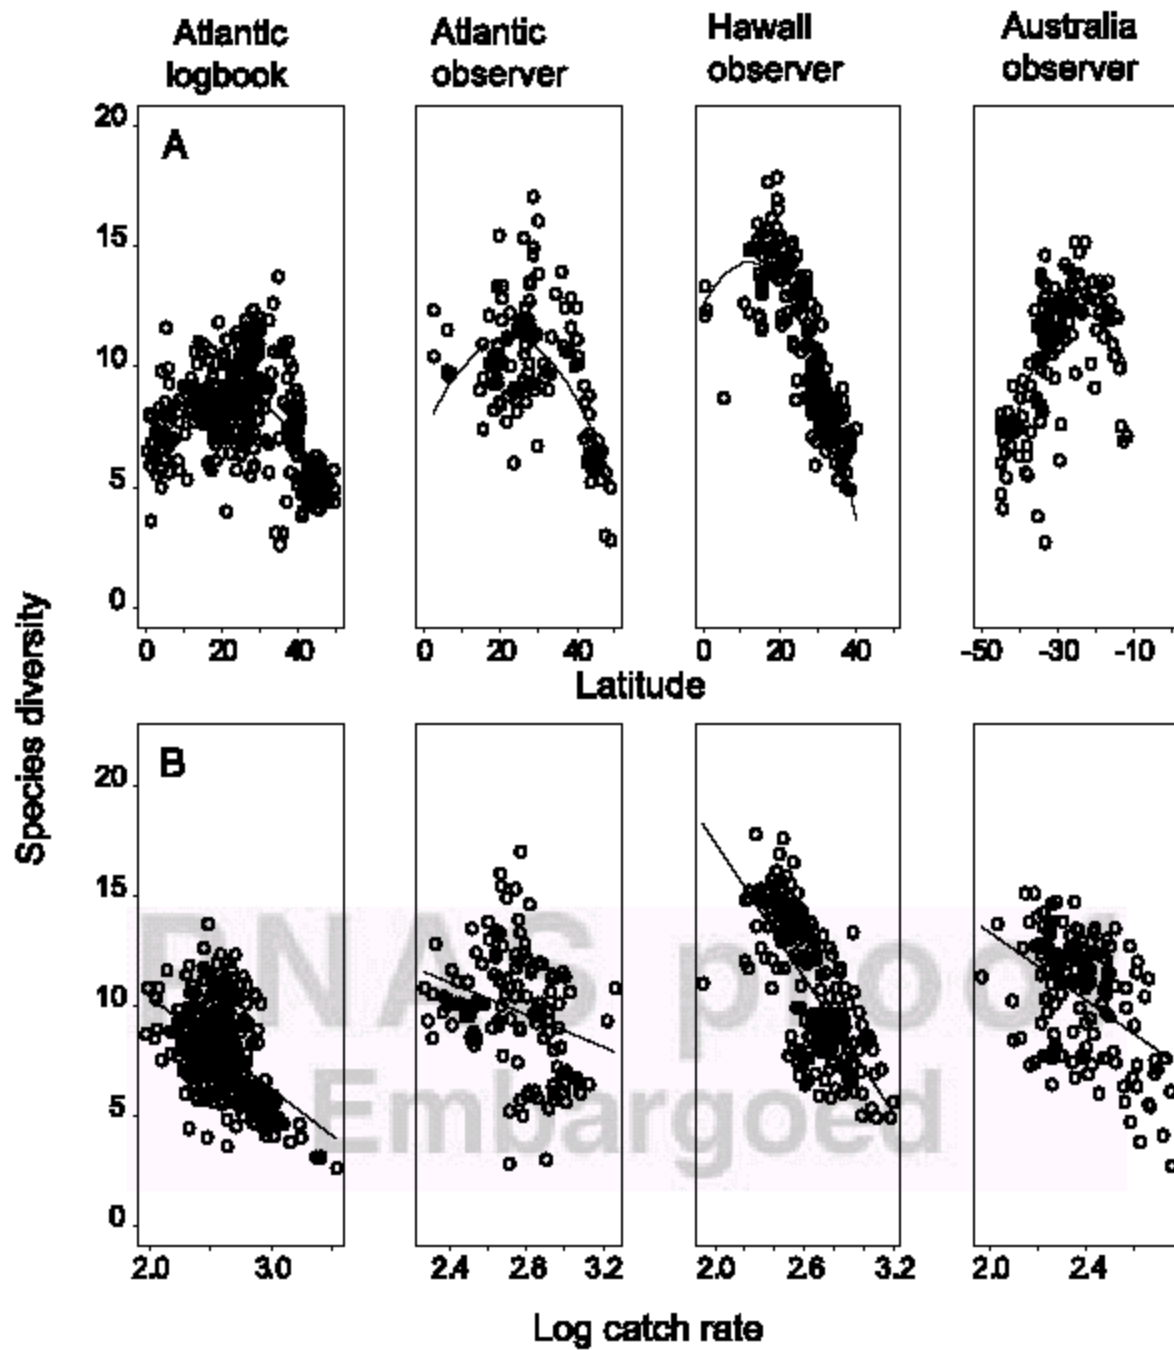 Atlantic logbook
Atlantic observer
Hawall observer
Australia observer
A
20
15
10
5
0
0 20 40
0 20 40
0 20 40
-50 -30 -10
Latitude
Species diversity
B
20
15
10
5
0
PNAS proof
Embargoed
2.0 3.0
2.4 2.8 3.2
2.0 2.6 3.2
2.0 2.4
Log catch rate